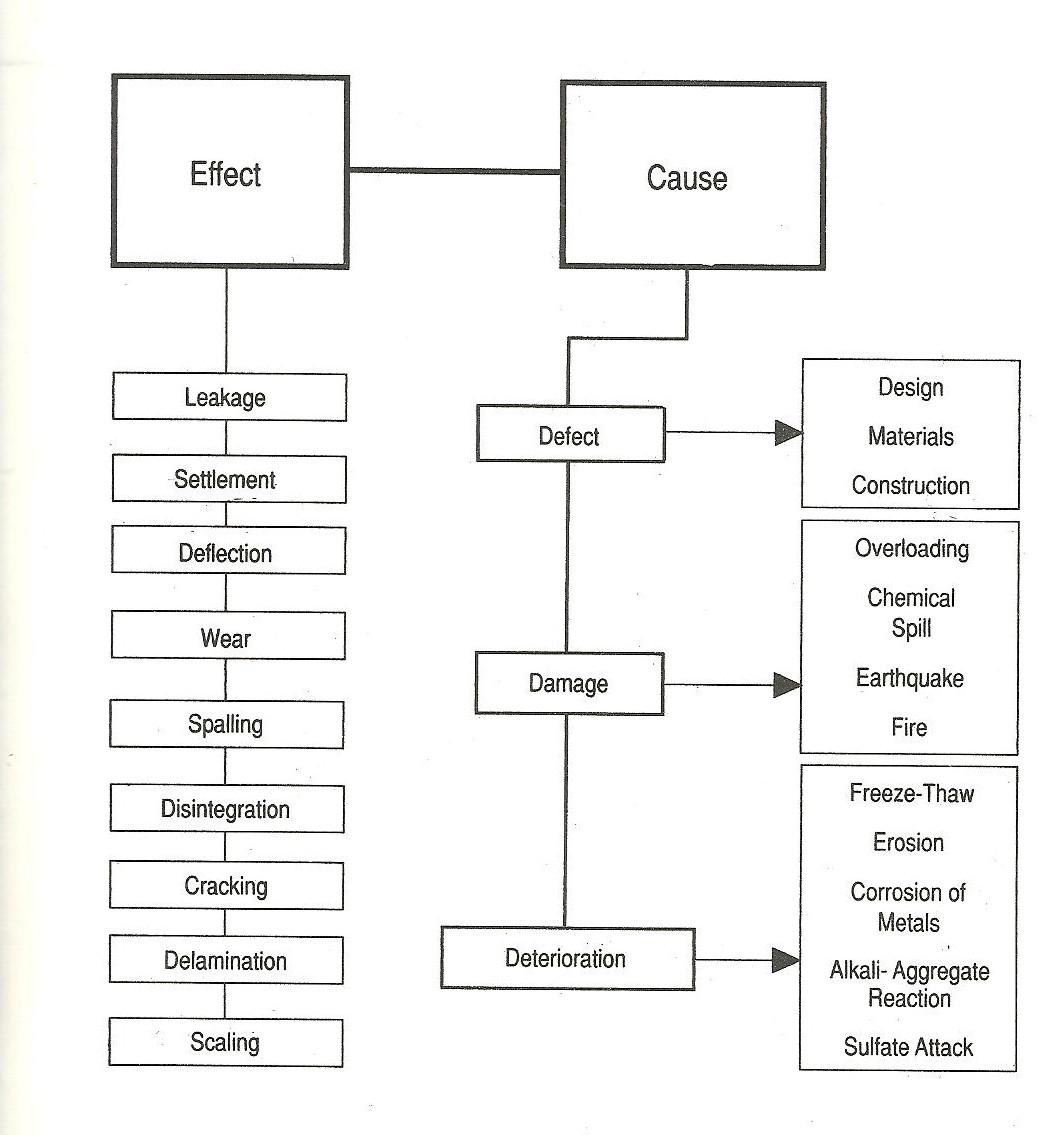 Effect
Cause
Leakage
Settlement
Deflection
Wear
Spalling
Disintegration
Cracking
Delamination
Scaling
Defect
Design
Materials
Construction
Damage
Overloading
Chemical
Spill
Earthquake
Fire
Deterioration
Freeze-Thaw
Erosion
Corrosion of
Metals
Alkali- Aggregate
Reaction
Sulfate Attack